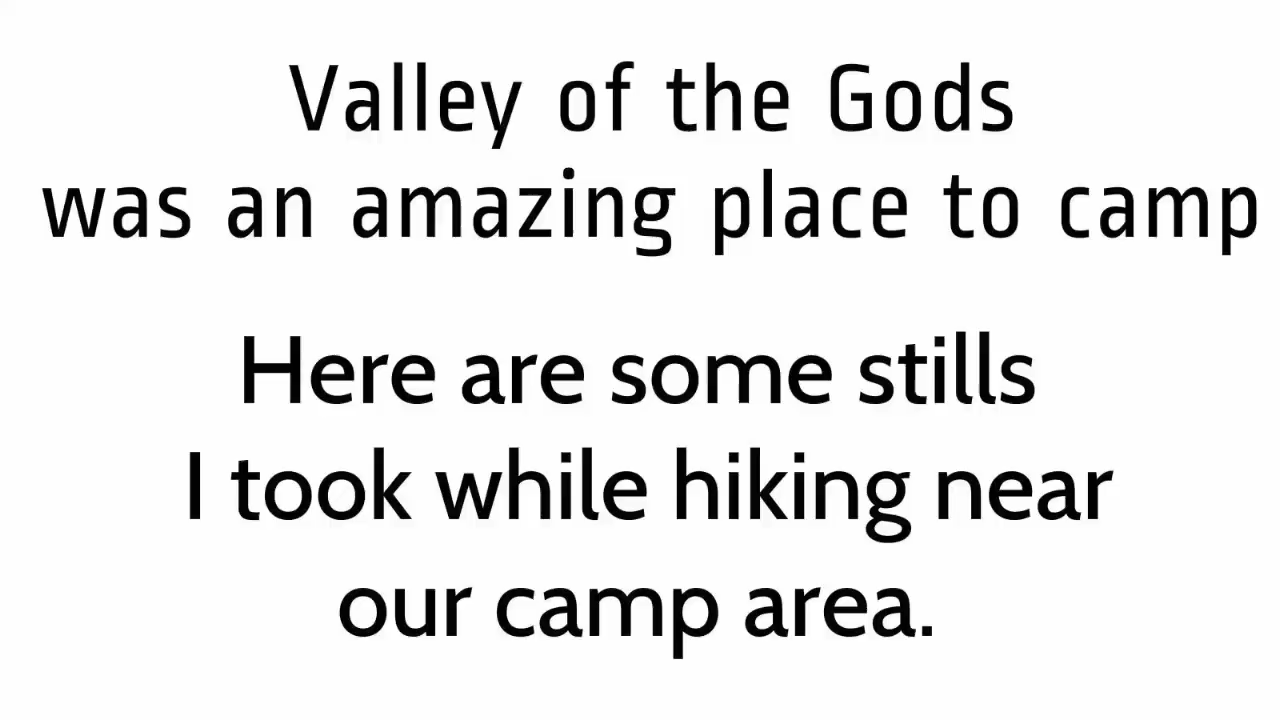 Valley of the Gods
was an amazing place to camp
Here are some stills
I took while hiking near
our camp area.